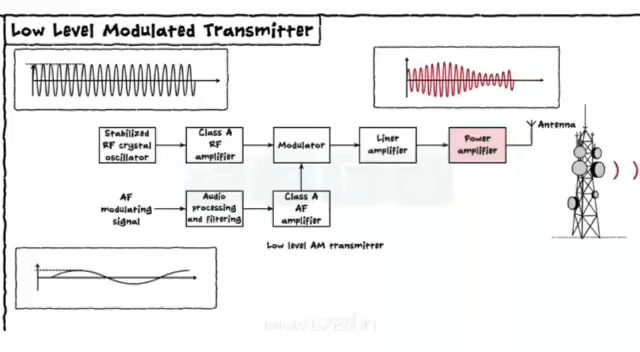 Low Level Modulated Transmitter
Antenna
Stabilized
RF crystal
oscillator
Class A
RF
amplifier
Modulator
Liner
amplifier
Power
amplifier
AF
modulating
signal
Audio
processing
and filtering
Class A
AF
amplifier
Low level AM transmitter